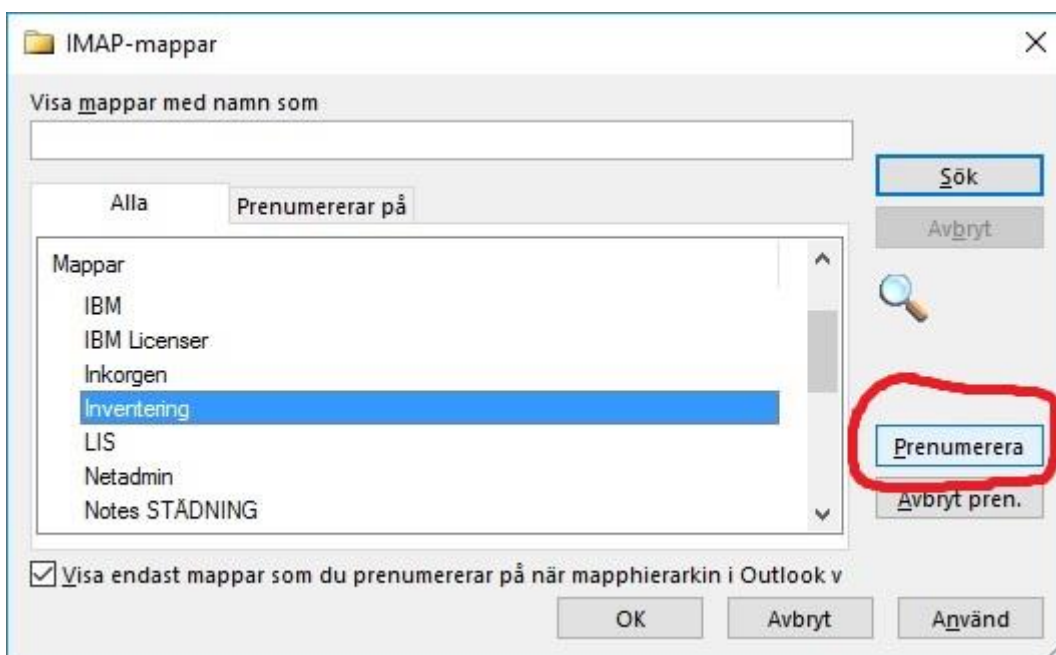 IMAP-mappar
Visa mappar med namn som
Sök
Alla
Prenumererar på
Avbryt
Mappar
IBM
IBM Licenser
Inkorgen
Inventering
LIS
Prenumerera
Netadmin
Notes STÄDNING
Avbryt pren.
Visa endast mappar som du prenumererar på när mapphierarkin i Outlook v
OK
Avbryt
Använd